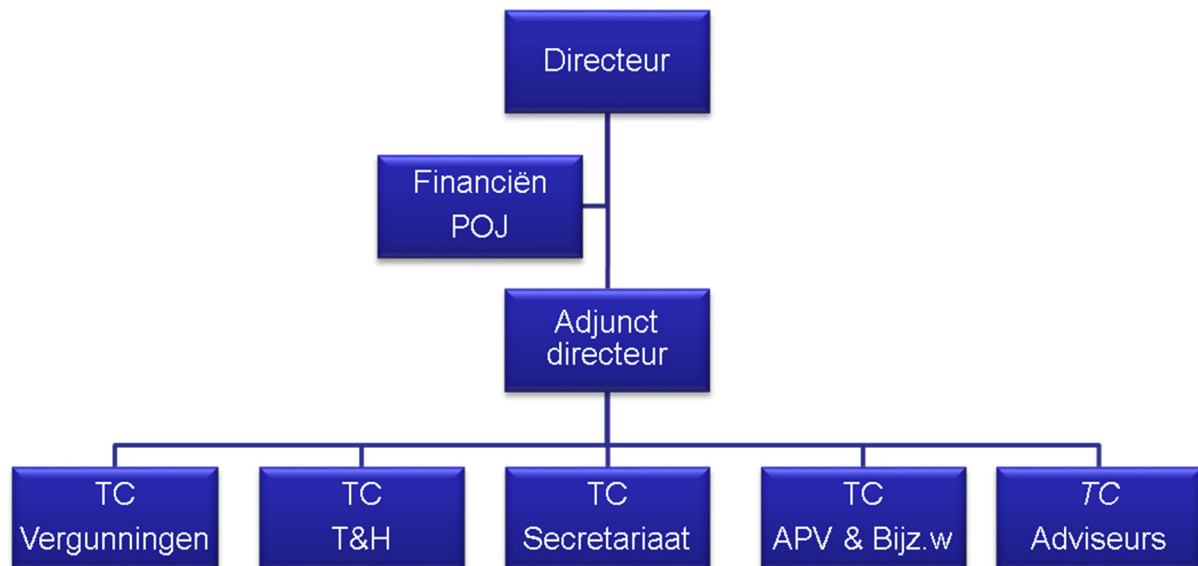 Directeur
Financiën
POJ
Adjunct
directeur
TC
Vergunningen
TC
T&H
TC
Secretariaat
TC
APV & Bijz.w
TC
Adviseurs